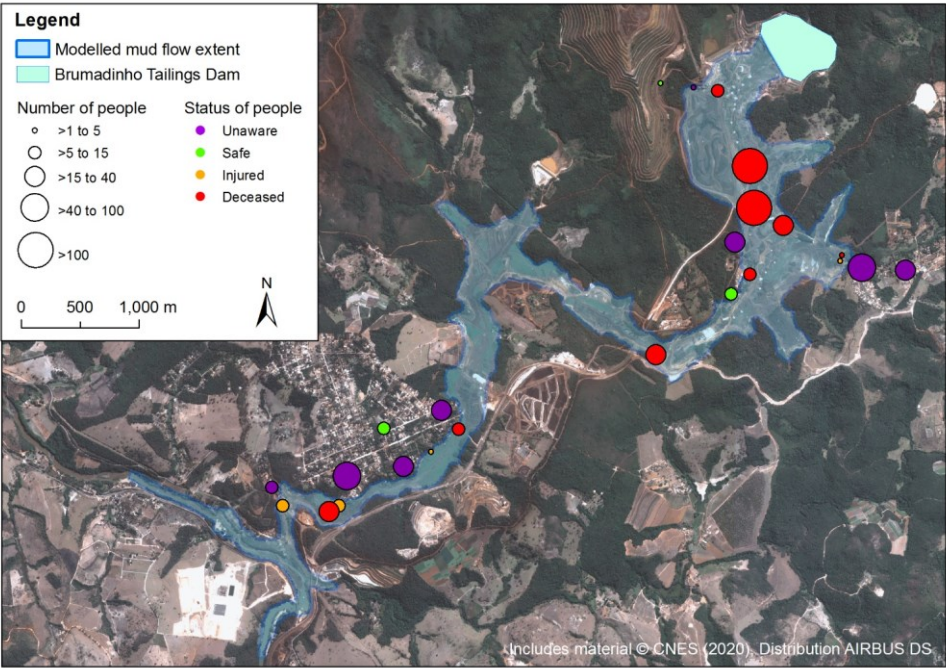 Legend
Modelled mud flow extent
Brumadinho Tailings Dam
Number of people
>1 to 5
>5 to 15
>15 to 40
>40 to 100
>100
Status of people
Unaware
Safe
Injured
Deceased
N
0 500 1,000 m
Includes material © CNES (2020), Distribution AIRBUS DS